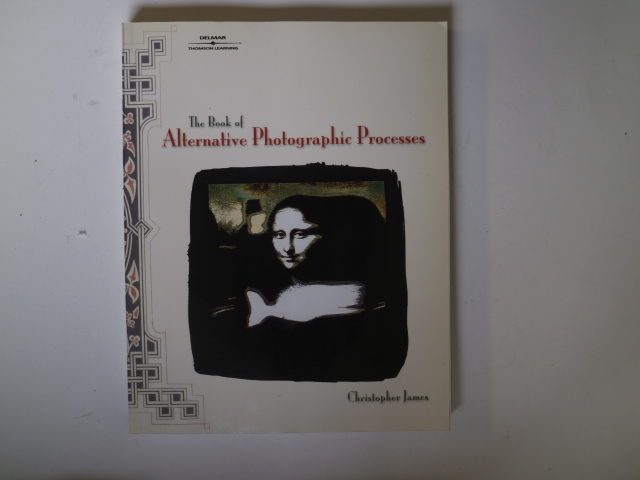 DELMAR
THOMSON LEARNING
The Book of
Alternative Photographic Processes
Christopher James